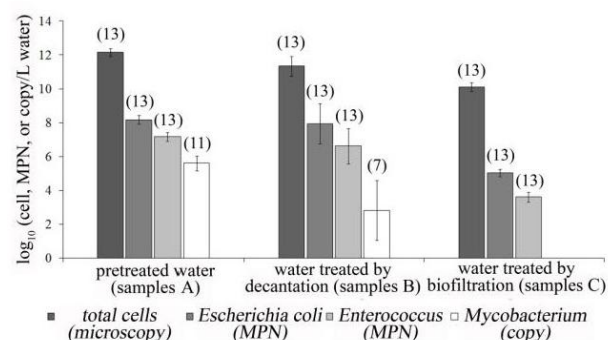 log₁₀ (cell, MPN, or copy/L water)
14
12
10
8
6
4
2
0
(13)
(13)
(13)
(11)
(13)
(13)
(13)
(7)
(13)
(13)
(13)
pretreated water
(samples A)
water treated by
decantation (samples B)
water treated by
biofiltration (samples C)
total cells
(microscopy)
Escherichia coli
(MPN)
Enterococcus
(MPN)
Mycobacterium
(copy)